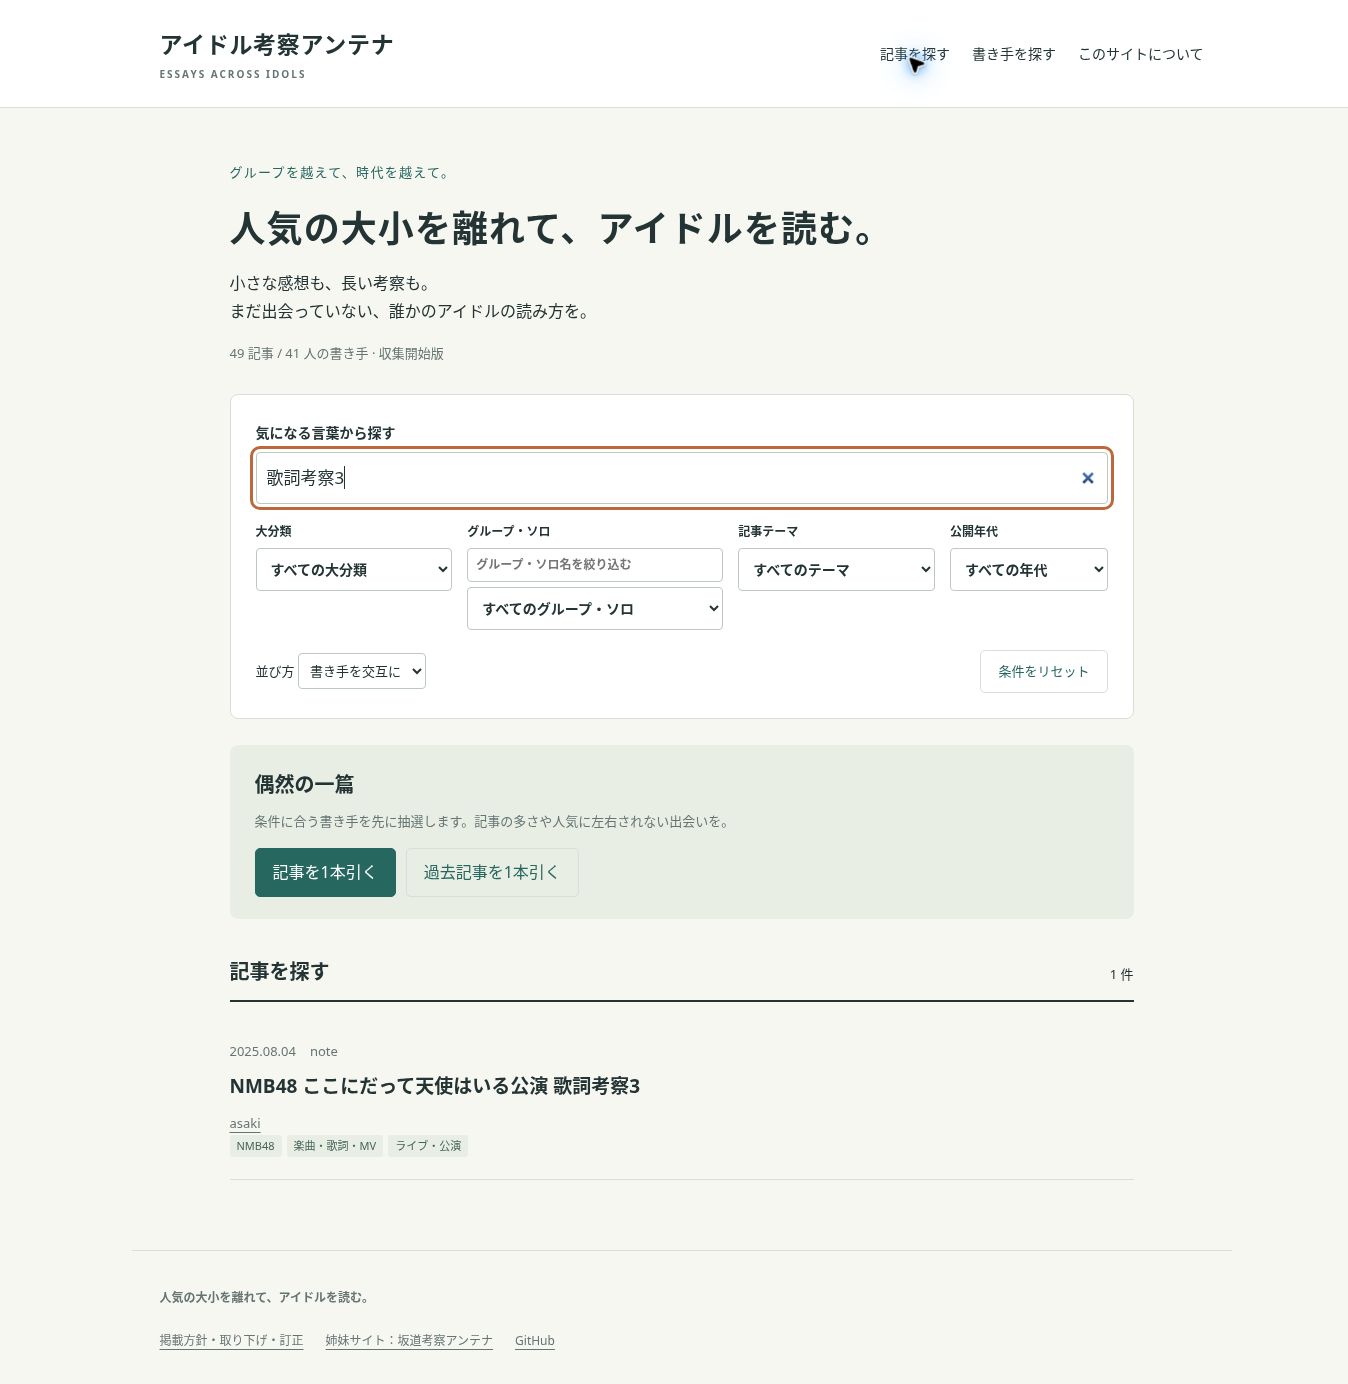 アイドル考察アンテナ
ESSAYS ACROSS IDOLS
記事を探す 書き手を探す このサイトについて
グループを越えて、時代を越えて。
人気の大小を離れて、アイドルを読む。
小さな感想も、長い考察も。
まだ出会っていない、誰かのアイドルの読み方を。
49 記事 / 41 人の書き手 · 収集開始版
気になる言葉から探す
歌詞考察3
大分類 グループ・ソロ 記事テーマ 公開年代
すべての大分類 グループ・ソロ名を絞り込む すべてのテーマ すべての年代
すべてのグループ・ソロ
並び方 書き手を交互に 条件をリセット
偶然の一篇
条件に合う書き手を先に抽選します。記事の多さや人気に左右されない出会いを。
記事を1本引く 過去記事を1本引く
記事を探す 1 件
2025.08.04 note
NMB48 ここにだって天使はいる公演 歌詞考察3
asaki
NMB48 楽曲・歌詞・MV ライブ・公演
人気の大小を離れて、アイドルを読む。
掲載方針・取り下げ・訂正 姉妹サイト：坂道考察アンテナ GitHub